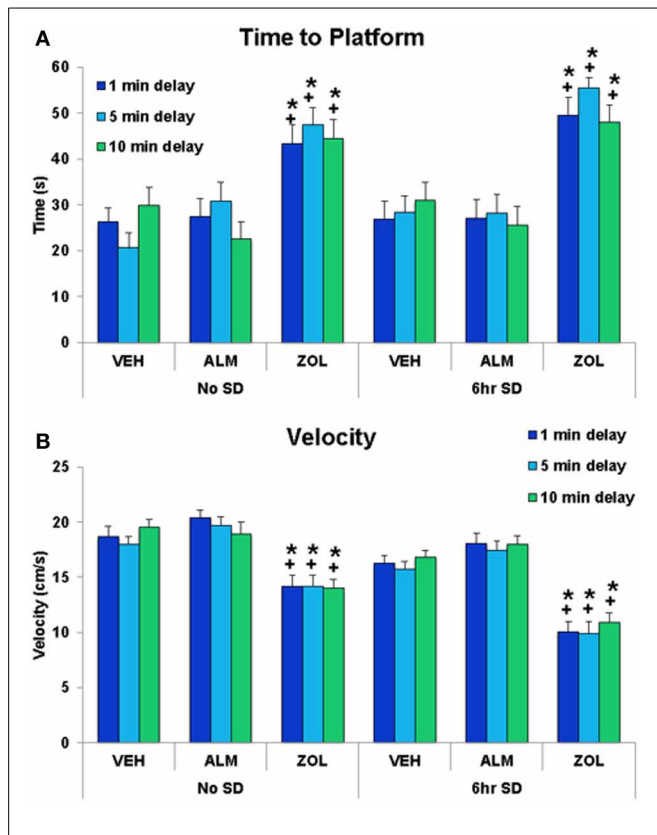 A
Time to Platform
1 min delay
5 min delay
10 min delay
Time (s)
60
50
40
30
20
10
0
* * *
+ + +
* * *
+ + +
VEH ALM ZOL VEH ALM ZOL
No SD 6hr SD
B
Velocity
1 min delay
5 min delay
10 min delay
Velocity (cm/s)
25
20
15
10
5
0
* * *
+ + +
* * *
+ + +
VEH ALM ZOL VEH ALM ZOL
No SD 6hr SD